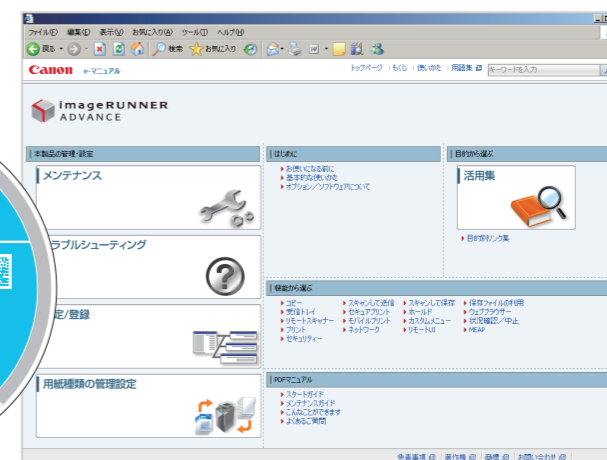 ファイル(F) 編集(E) 表示(V) お気に入り(A) ツール(T) ヘルプ(H)
戻る 検索 お気に入り
Canon e-マニュアル
トップページ もくじ 使いかた 用語集 キーワードを入力
imageRUNNER
ADVANCE
本製品の管理・設定
メンテナンス
ラブルシューティング
定/登録
用紙種類の管理設定
はじめに
お使いになる前に
基本的な使いかた
オプション/ソフトウェアについて
目的から選ぶ
活用集
目的別リンク集
機能から選ぶ
コピー スキャンして送信 スキャンして保存 保存ファイルの利用
受信トレイ セキュアプリント ホールド ウェブブラウザー
リモートスキャナー モバイルプリント カスタムメニュー 状況確認/中止
プリント ネットワーク リモートUI MEAP
セキュリティー
PDFマニュアル
スタートガイド
メンテナンスガイド
こんなことができます
よくあるご質問
免責事項 著作権 商標 お問い合わせ